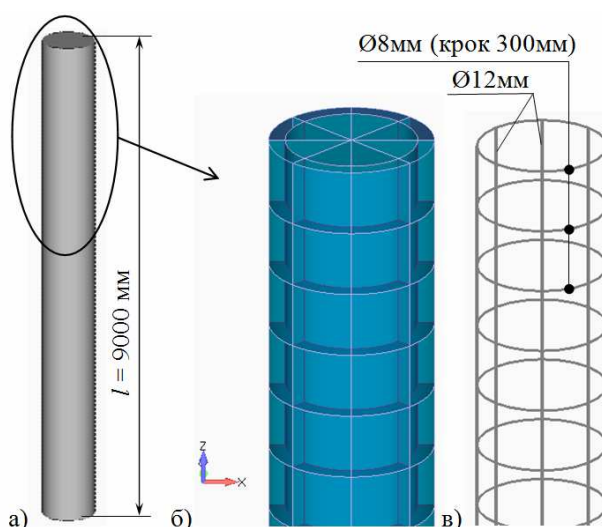 Ø8мм (крок 300мм)
Ø12мм
l = 9000 мм
Z
X
а)
б)
в)